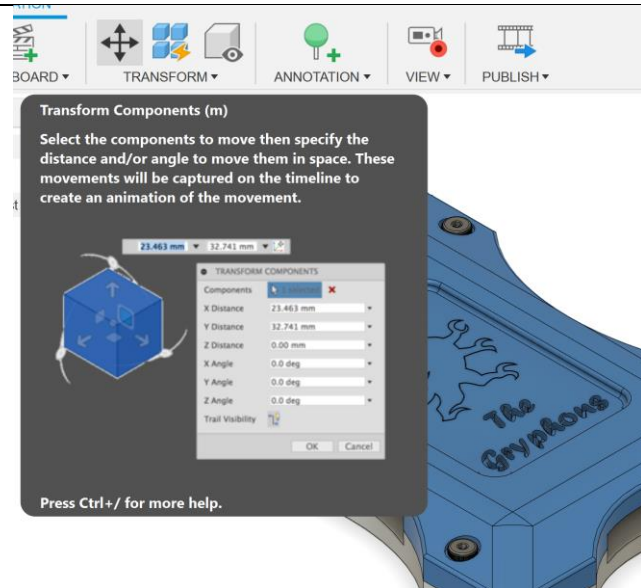 BOARD ▾
TRANSFORM ▾
ANNOTATION ▾
VIEW ▾
PUBLISH ▾
Transform Components (m)
Select the components to move then specify the
distance and/or angle to move them in space. These
movements will be captured on the timeline to
create an animation of the movement.
23.463 mm ▾ 32.741 mm ▾
TRANSFORM COMPONENTS
Components selected
X Distance 23.463 mm
Y Distance 32.741 mm
Z Distance 0.00 mm
X Angle 0.0 deg
Y Angle 0.0 deg
Z Angle 0.0 deg
Trail Visibility
OK Cancel
Press Ctrl+/ for more help.
The
Gryphons